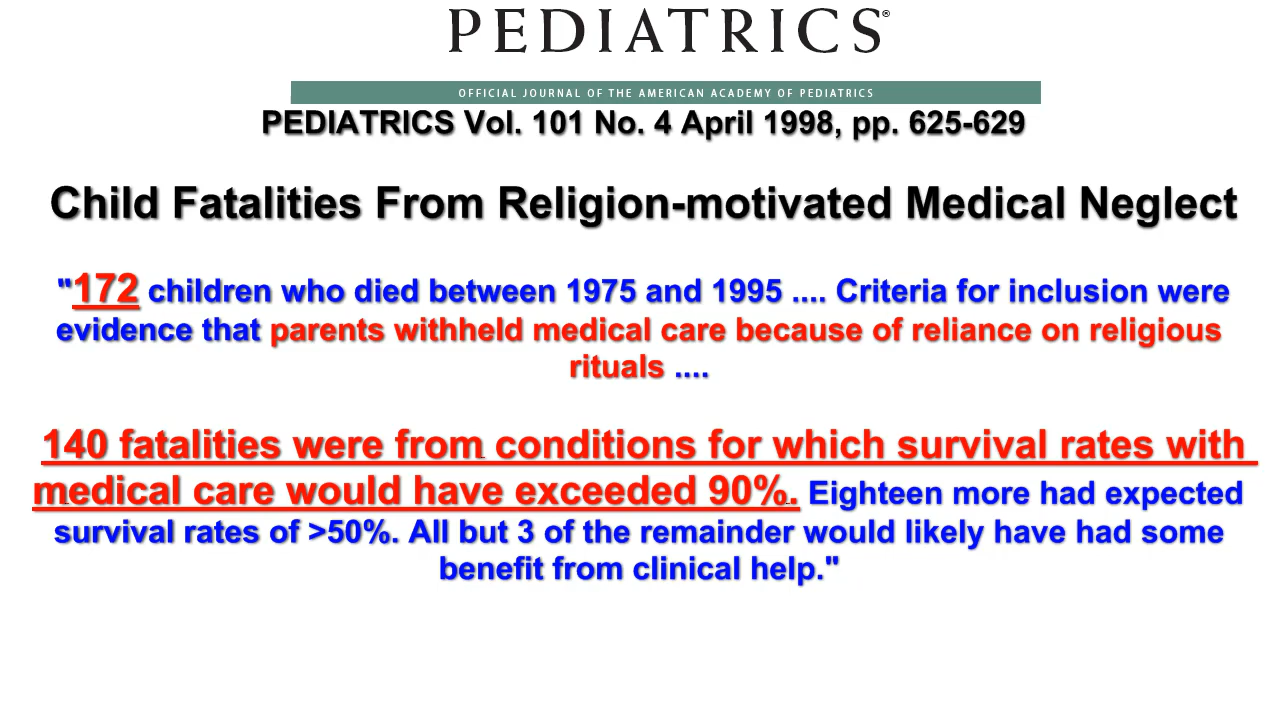 PEDIATRICS®
OFFICIAL JOURNAL OF THE AMERICAN ACADEMY OF PEDIATRICS
PEDIATRICS Vol. 101 No. 4 April 1998, pp. 625-629
Child Fatalities From Religion-motivated Medical Neglect
"172 children who died between 1975 and 1995 .... Criteria for inclusion were
evidence that parents withheld medical care because of reliance on religious
rituals ....
140 fatalities were from conditions for which survival rates with
medical care would have exceeded 90%. Eighteen more had expected
survival rates of >50%. All but 3 of the remainder would likely have had some
benefit from clinical help."